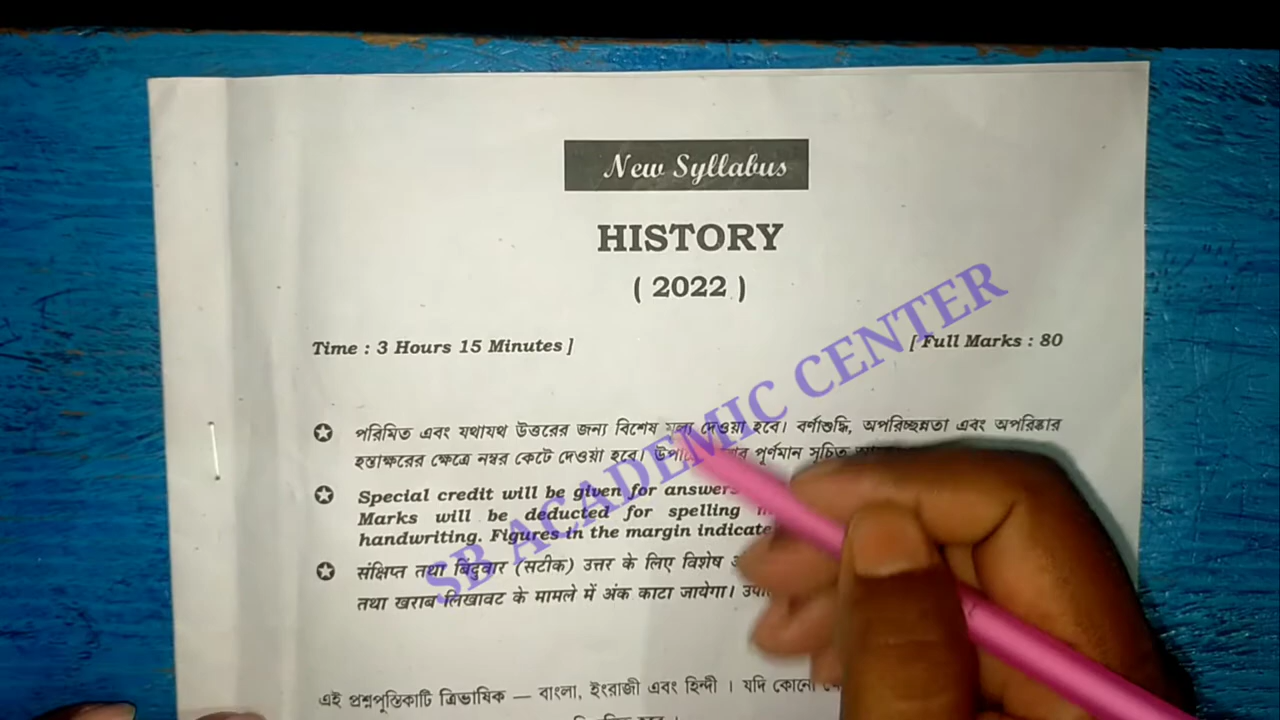 New Syllabus
HISTORY
( 2022 )
Time : 3 Hours 15 Minutes ]
[ Full Marks : 80
পরিমিত এবং যথাযথ উত্তরের জন্য বিশেষ মূল্য দেওয়া হবে। বর্ণাশুদ্ধি, অপরিচ্ছন্নতা এবং অপরিষ্কার
হস্তাক্ষরের ক্ষেত্রে নম্বর কেটে দেওয়া হবে। পূর্ণমান সূচিত
Special credit will be given for answers
Marks will be deducted for spelling
handwriting. Figures in the margin indicate
संक्षिप्त तथा बिंदुवार (सटीक) उत्तर के लिए विशेष
तथा खराब लिखावट के मामले में अंक काटा जायेगा।
এই প্রশ্নপুস্তিকাটি ত্রিভাষিক — বাংলা, ইংরাজী এবং হিন্দী । যদি কোনো
SB ACADEMIC CENTER